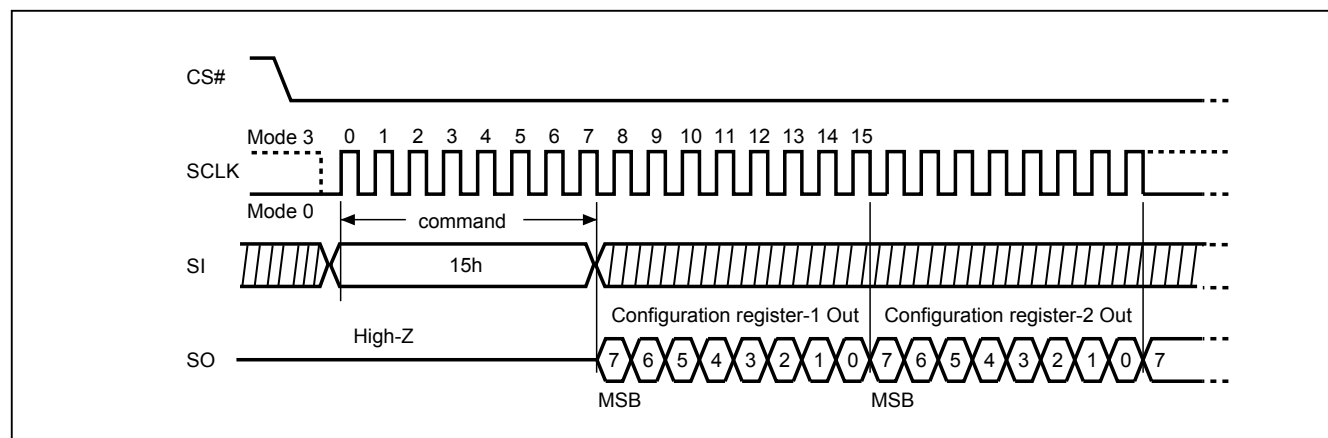 CS#
Mode 3
0 1 2 3 4 5 6 7 8 9 10 11 12 13 14 15
SCLK
Mode 0
command
SI
15h
Configuration register-1 Out Configuration register-2 Out
High-Z
SO
7 6 5 4 3 2 1 0 7 6 5 4 3 2 1 0 7
MSB MSB